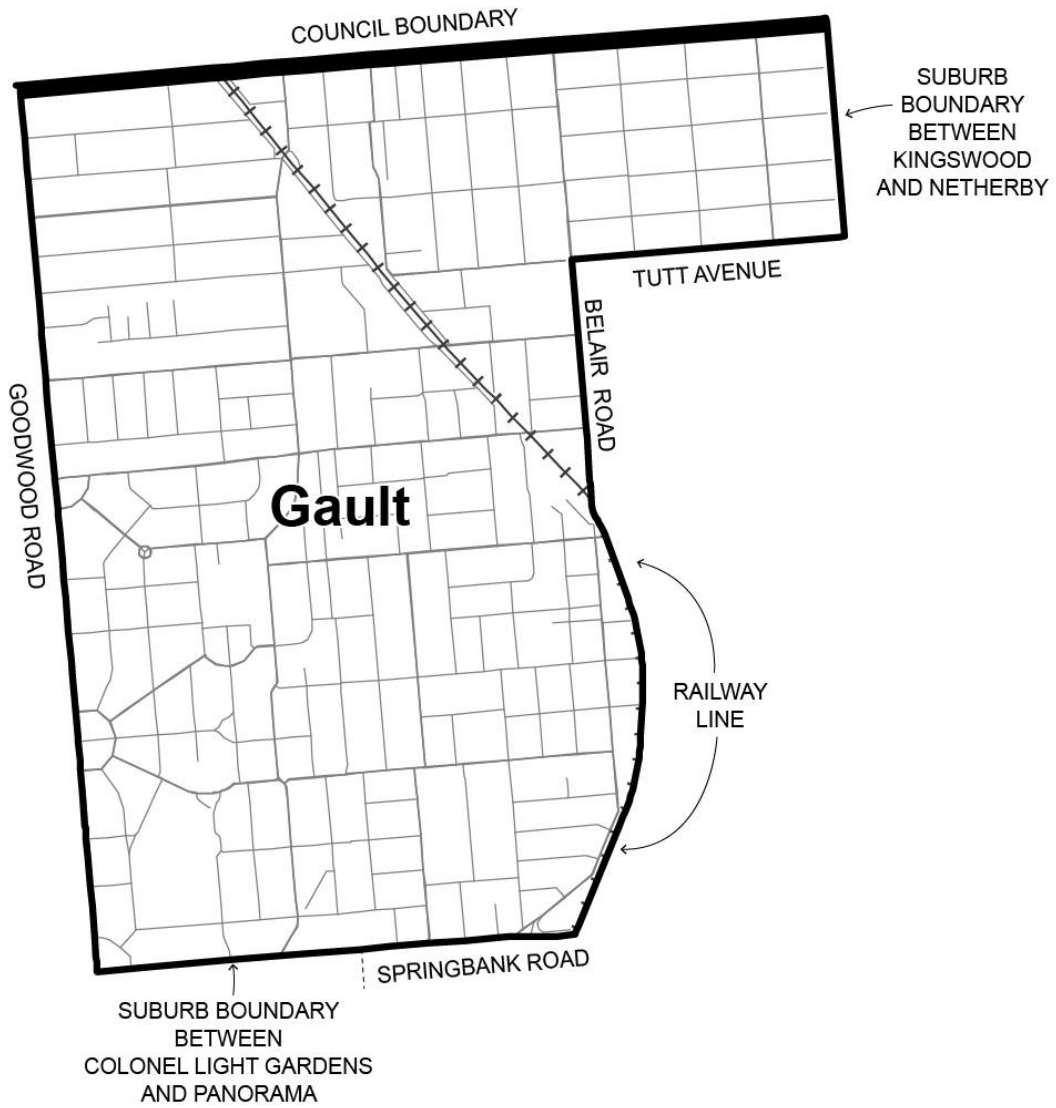 COUNCIL BOUNDARY
SUBURB
BOUNDARY
BETWEEN
KINGSWOOD
AND NETHERBY
TUTT AVENUE
BELAIR ROAD
GOODWOOD ROAD
Gault
RAILWAY
LINE
SPRINGBANK ROAD
SUBURB BOUNDARY
BETWEEN
COLONEL LIGHT GARDENS
AND PANORAMA